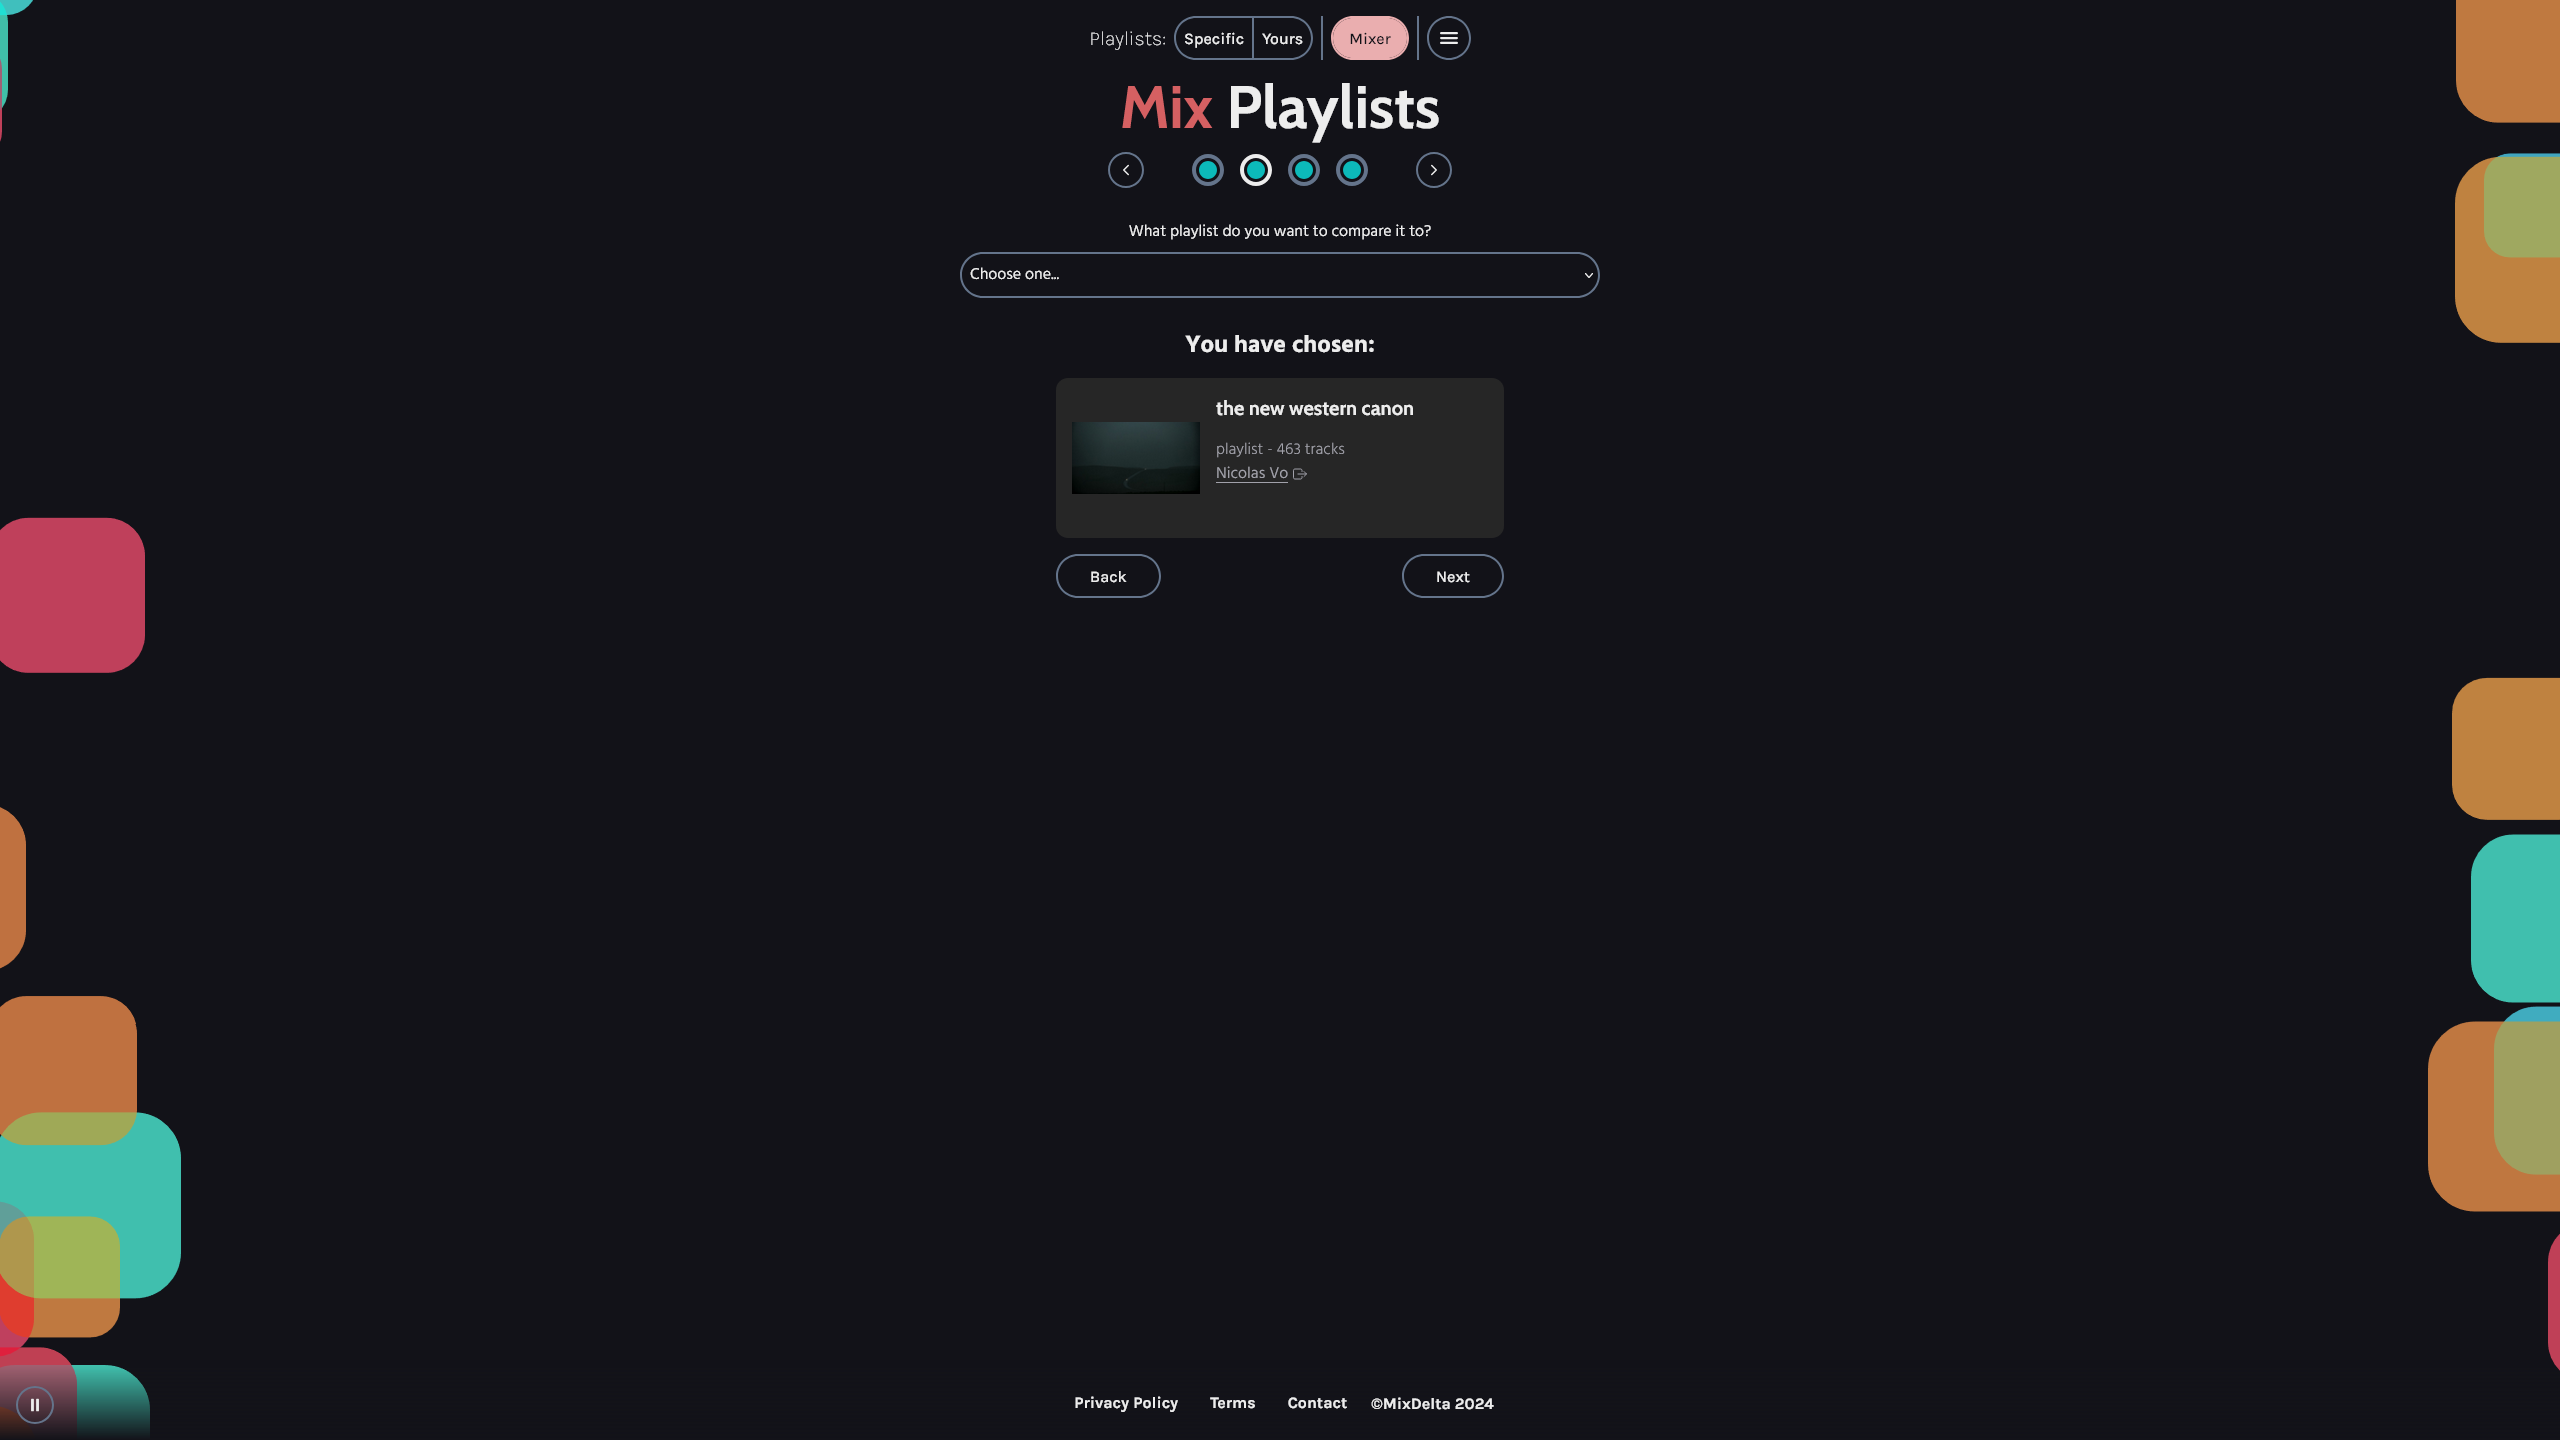 Playlists: Specific Yours Mixer
Mix Playlists
What playlist do you want to compare it to?
Choose one...
You have chosen:
the new western canon
playlist - 463 tracks
Nicolas Vo
Back Next
Privacy Policy Terms Contact ©MixDelta 2024